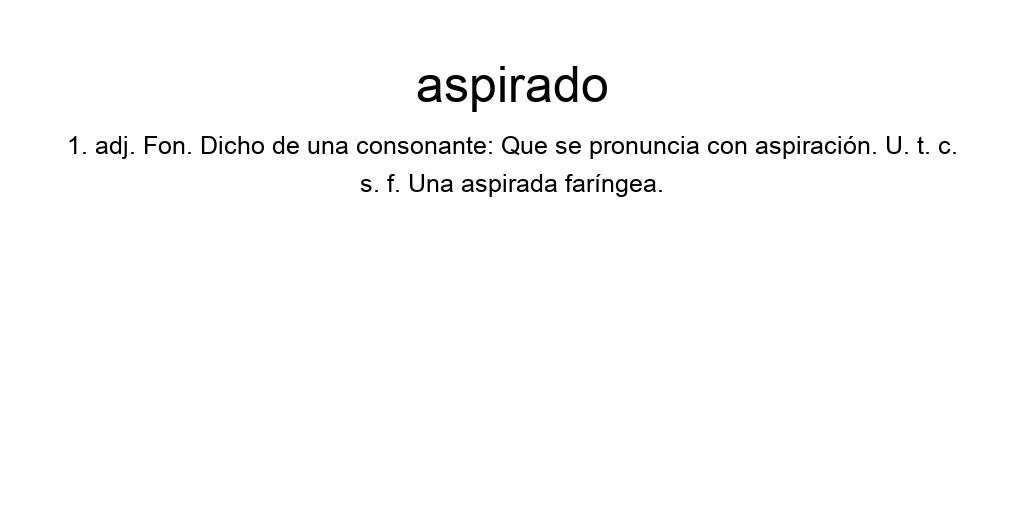 aspirado
1. adj. Fon. Dicho de una consonante: Que se pronuncia con aspiración. U. t. c.
s. f. Una aspirada faríngea.